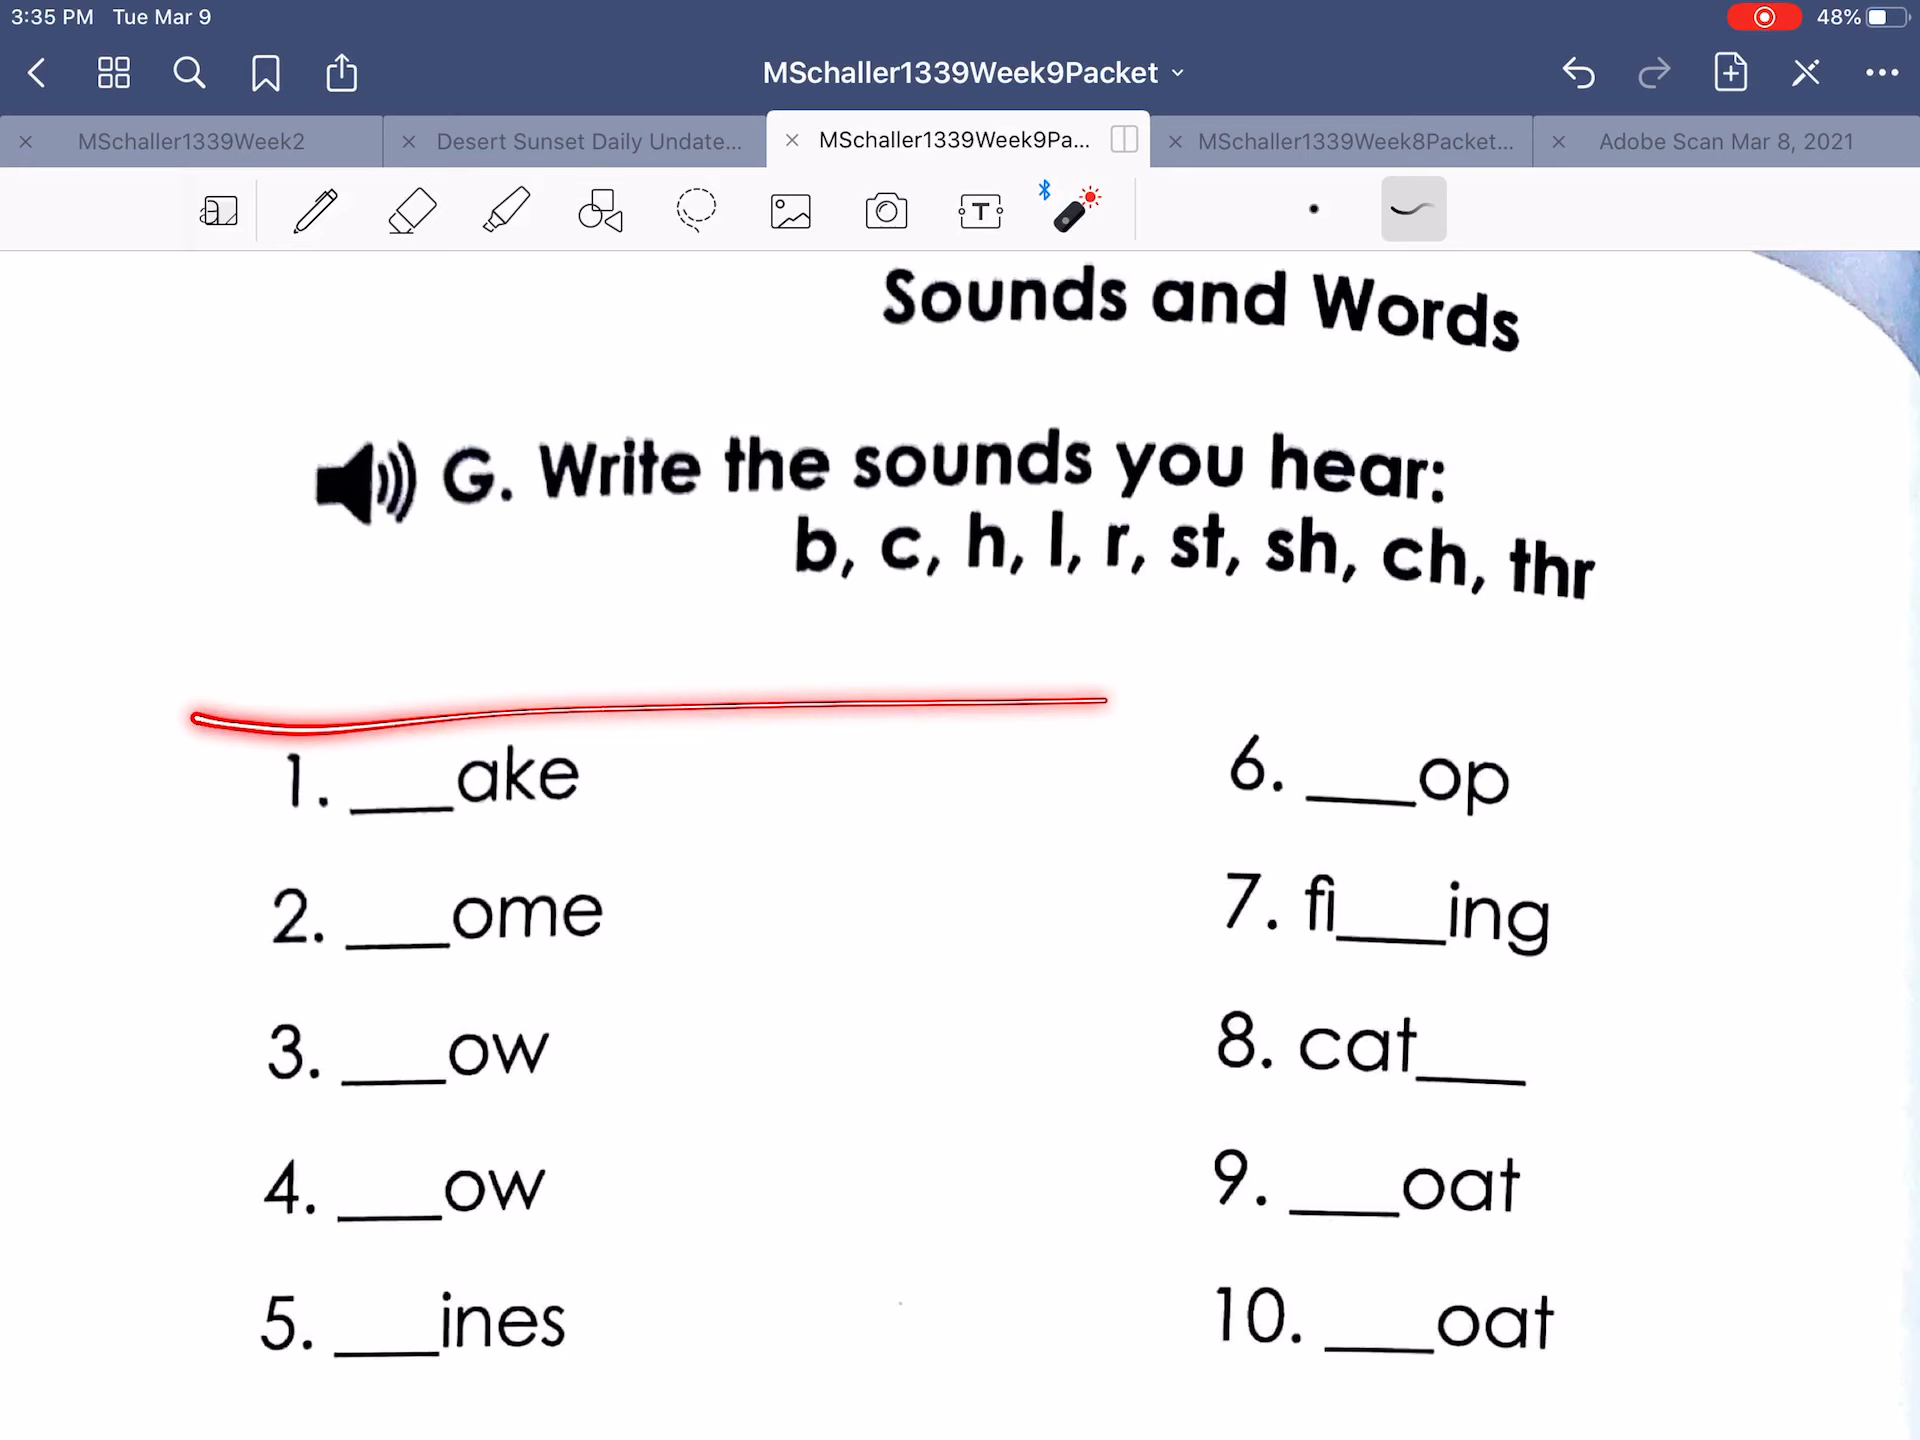 3:35 PM Tue Mar 9
48%
MSchaller1339Week9Packet
MSchaller1339Week2
Desert Sunset Daily Undate...
MSchaller1339Week9Pa...
MSchaller1339Week8Packet...
Adobe Scan Mar 8, 2021
T
Sounds and Words
G. Write the sounds you hear:
b, c, h, l, r, st, sh, ch, thr
1. ___ake
2. ___ome
3. ___ow
4. ___ow
5. ___ines
6. ___op
7. fi___ing
8. cat___
9. ___oat
10. ___oat